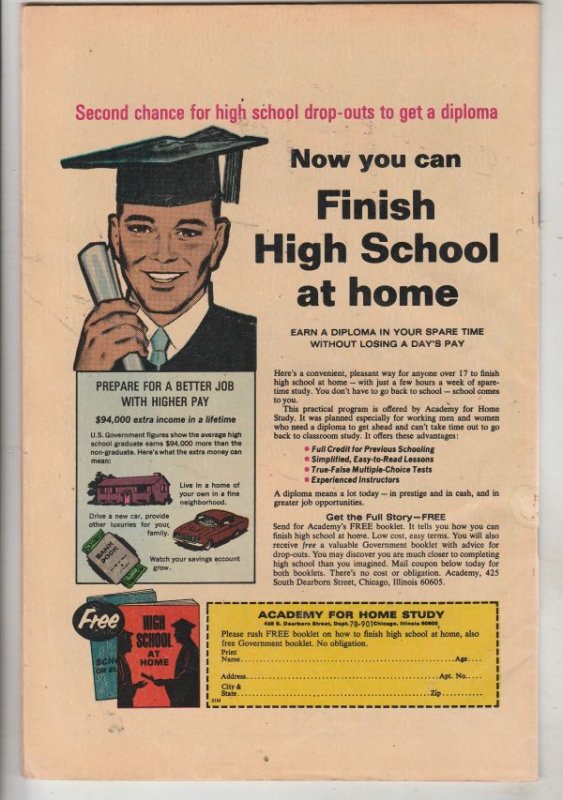 Second chance for high school drop-outs to get a diploma
Now you can
Finish
High School
at home
EARN A DIPLOMA IN YOUR SPARE TIME
WITHOUT LOSING A DAY'S PAY
PREPARE FOR A BETTER JOB
WITH HIGHER PAY
$94,000 extra income in a lifetime
U.S. Government figures show the average high
school graduate earns $94,000 more than the
non-graduate. Here's what the extra money can
mean:
Live in a home of
your own in a fine
neighborhood.
Drive a new car, provide
other luxuries for your
family.
BANK
BOOK
Watch your savings account
grow.
Here's a convenient, pleasant way for anyone over 17 to finish
high school at home — with just a few hours a week of spare-
time study. You don't have to go back to school — school comes
to you.
This practical program is offered by Academy for Home
Study. It was planned especially for working men and women
who need a diploma to get ahead and can't take time out to go
back to classroom study. It offers these advantages:
• Full Credit for Previous Schooling
• Simplified, Easy-to-Read Lessons
• True-False Multiple-Choice Tests
• Experienced Instructors
A diploma means a lot today — in prestige and in cash, and in
greater job opportunities.
Get the Full Story—FREE
Send for Academy's FREE booklet. It tells you how you can
finish high school at home. Low cost, easy terms. You will also
receive free a valuable Government booklet with advice for
drop-outs. You may discover you are much closer to completing
high school than you imagined. Mail coupon below today for
both booklets. There's no cost or obligation. Academy, 425
South Dearborn Street, Chicago, Illinois 60605.
Free
SCH
OR
HIGH
SCHOOL
AT
HOME
ACADEMY FOR HOME STUDY
425 S. Dearborn Street, Dept. 78-901 Chicago, Illinois 60605
Please rush FREE booklet on how to finish high school at home, also
free Government booklet. No obligation.
Print
Name Age
Address Apt. No.
City &
State Zip